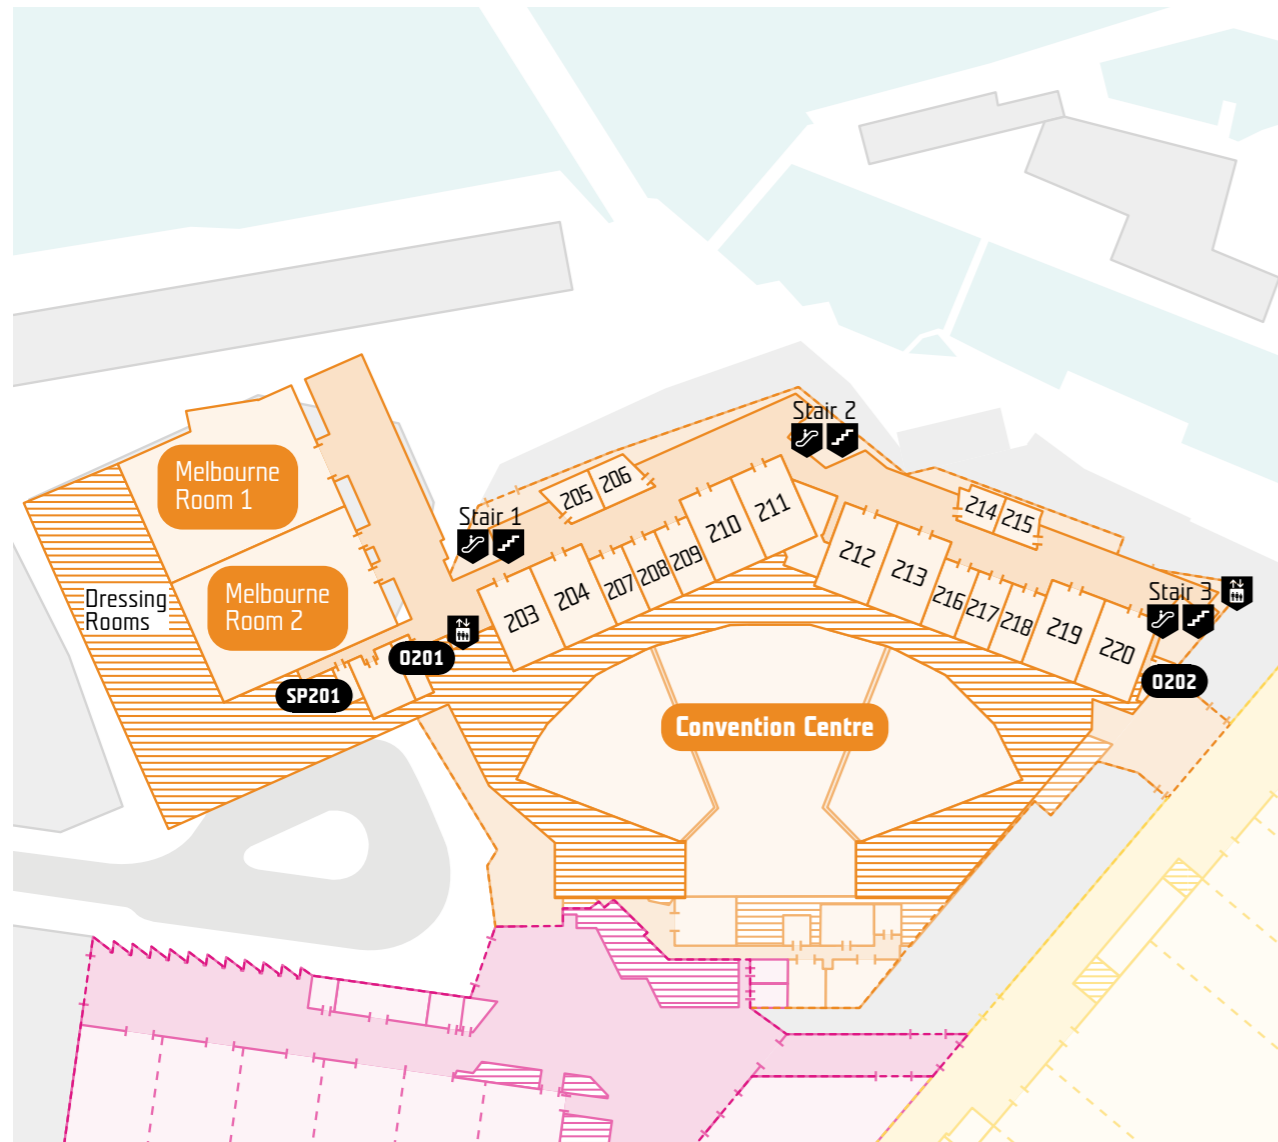 Stair 2
Melbourne
Room 1
205
206
Stair 1
210
211
214
215
212
213
203
204
207
208
209
216
217
218
219
220
Stair 3
Dressing
Rooms
Melbourne
Room 2
0201
SP201
0202
Convention Centre